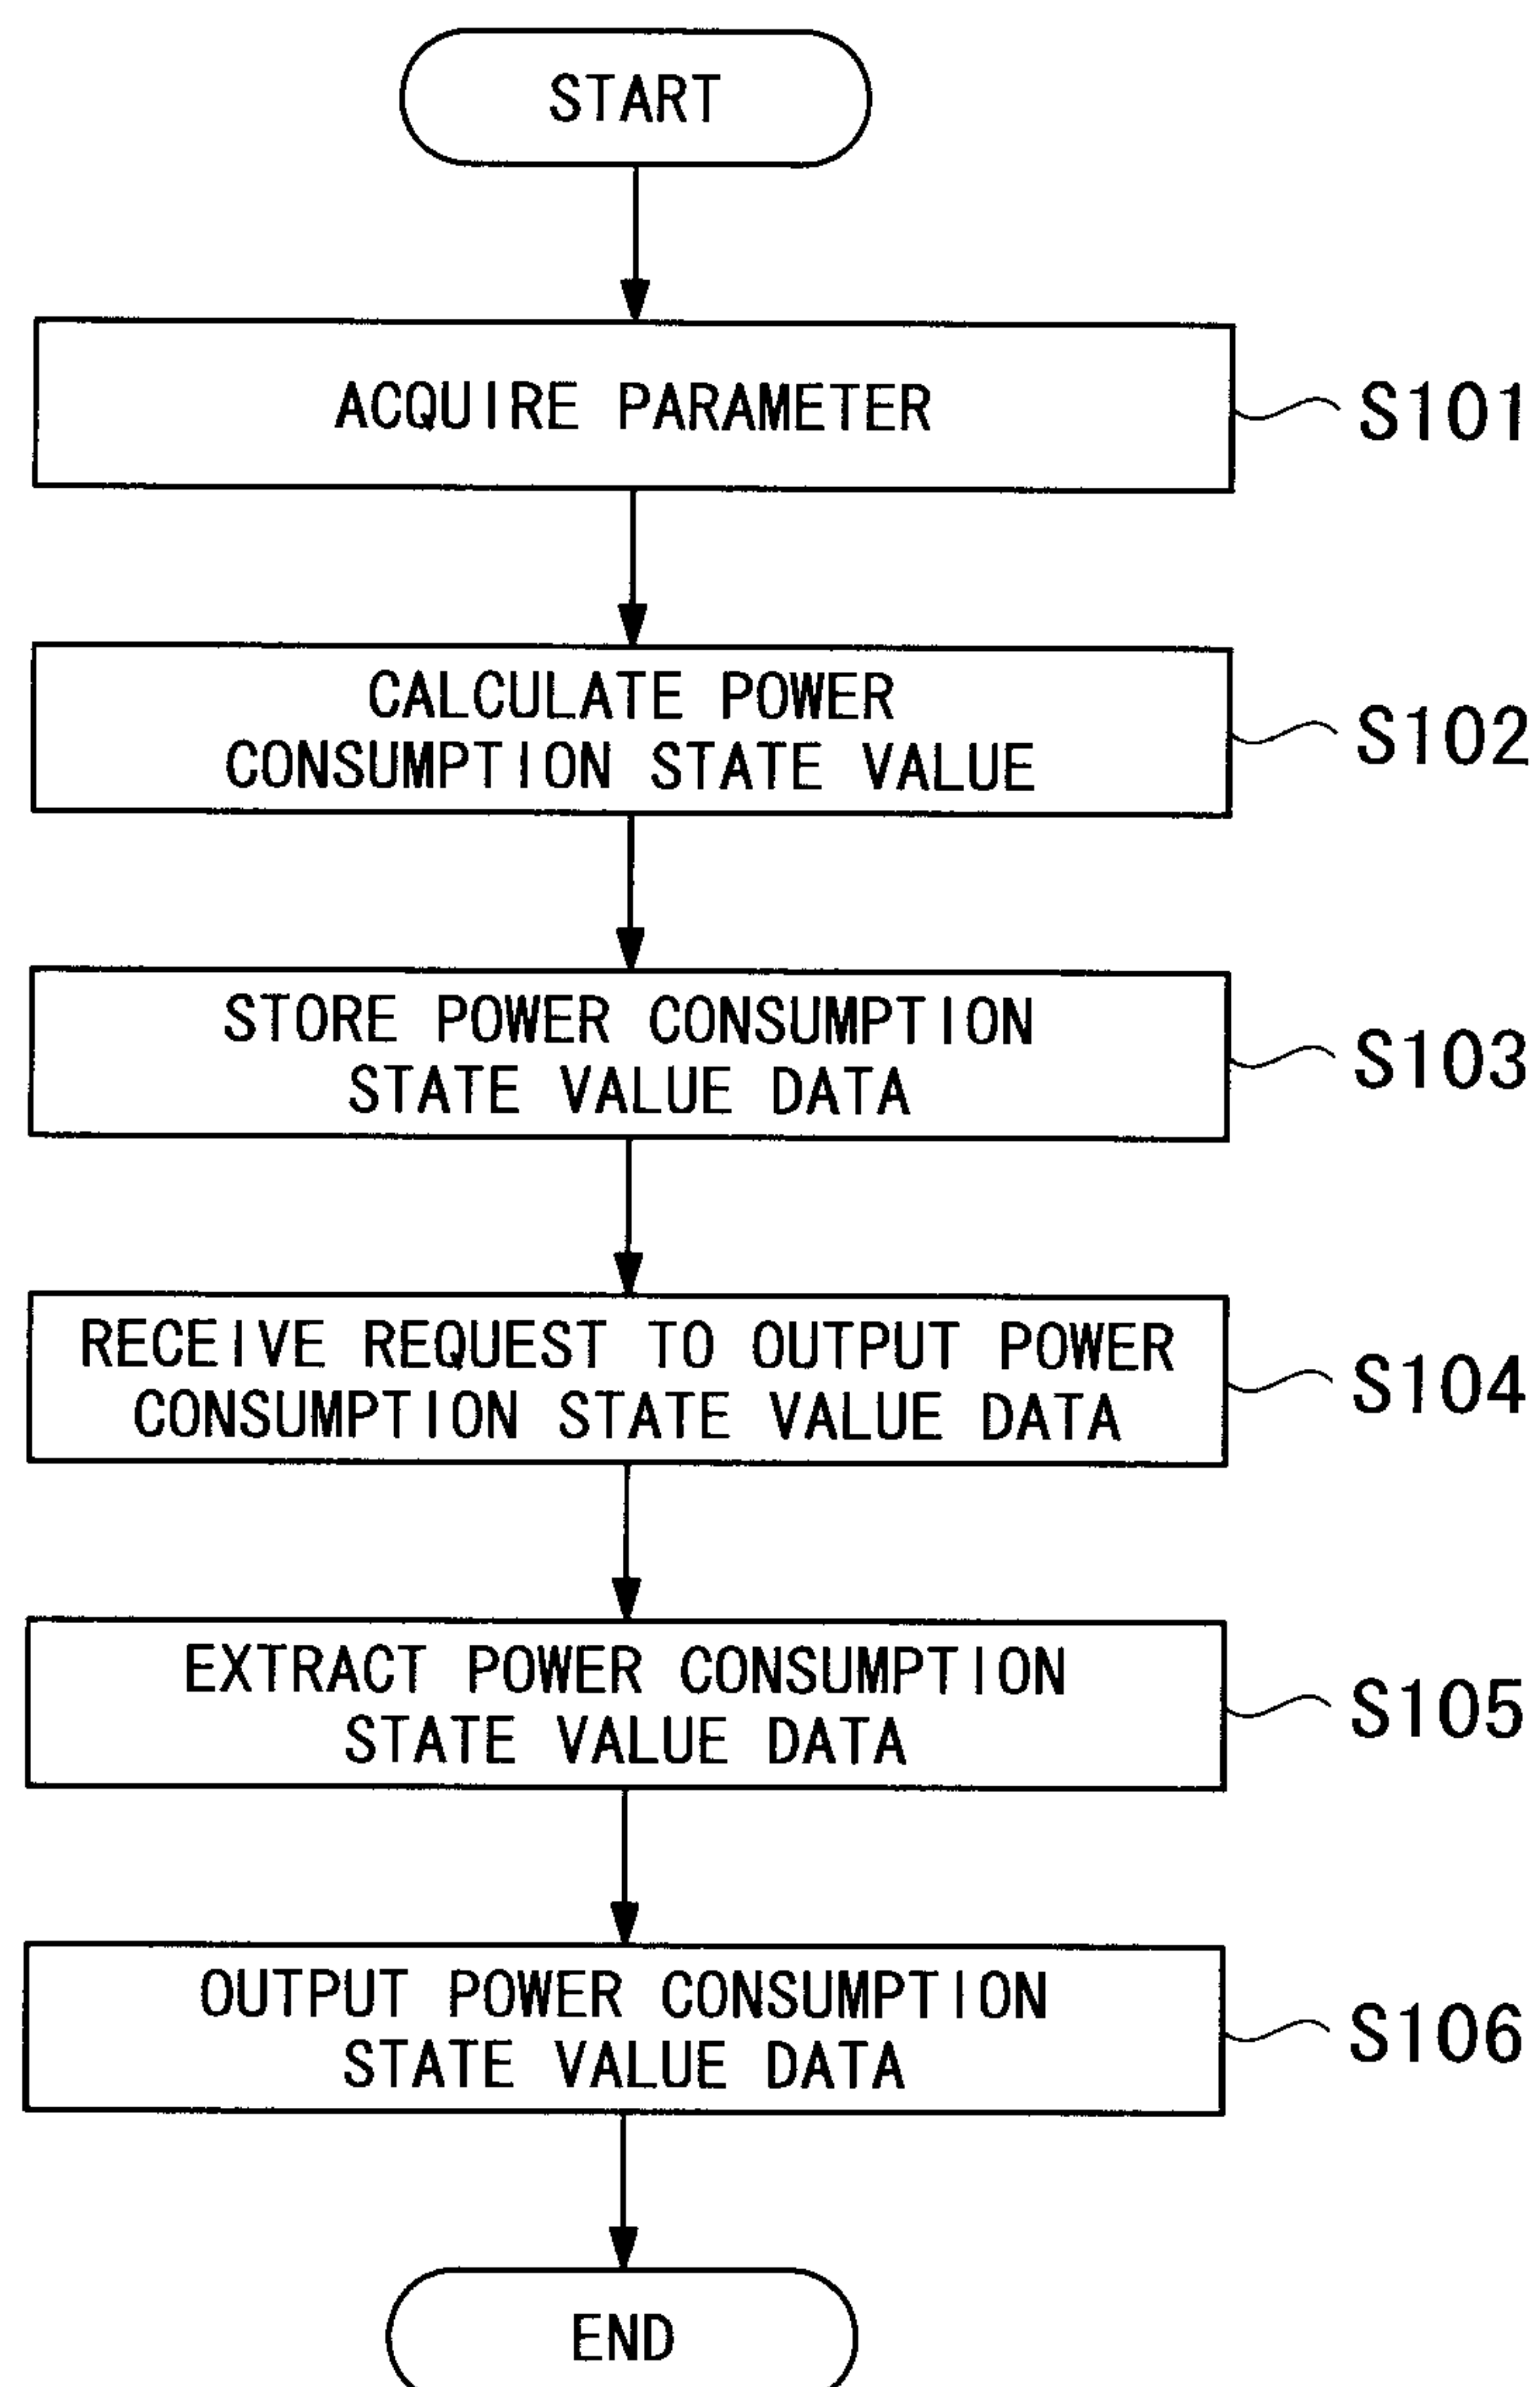 START
ACQUIRE PARAMETER
S101
CALCULATE POWER
CONSUMPTION STATE VALUE
S102
STORE POWER CONSUMPTION
STATE VALUE DATA
S103
RECEIVE REQUEST TO OUTPUT POWER
CONSUMPTION STATE VALUE DATA
S104
EXTRACT POWER CONSUMPTION
STATE VALUE DATA
S105
OUTPUT POWER CONSUMPTION
STATE VALUE DATA
S106
END